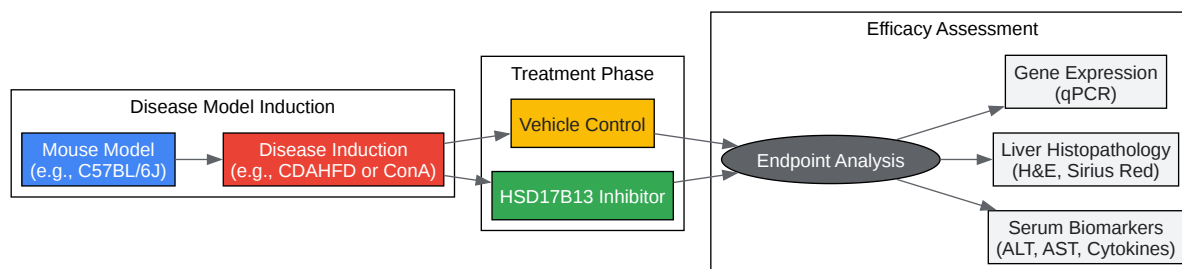 Disease Model Induction
Mouse Model
(e.g., C57BL/6J)
Disease Induction
(e.g., CDAHFD or ConA)
Treatment Phase
Vehicle Control
HSD17B13 Inhibitor
Efficacy Assessment
Endpoint Analysis
Gene Expression
(qPCR)
Liver Histopathology
(H&E, Sirius Red)
Serum Biomarkers
(ALT, AST, Cytokines)